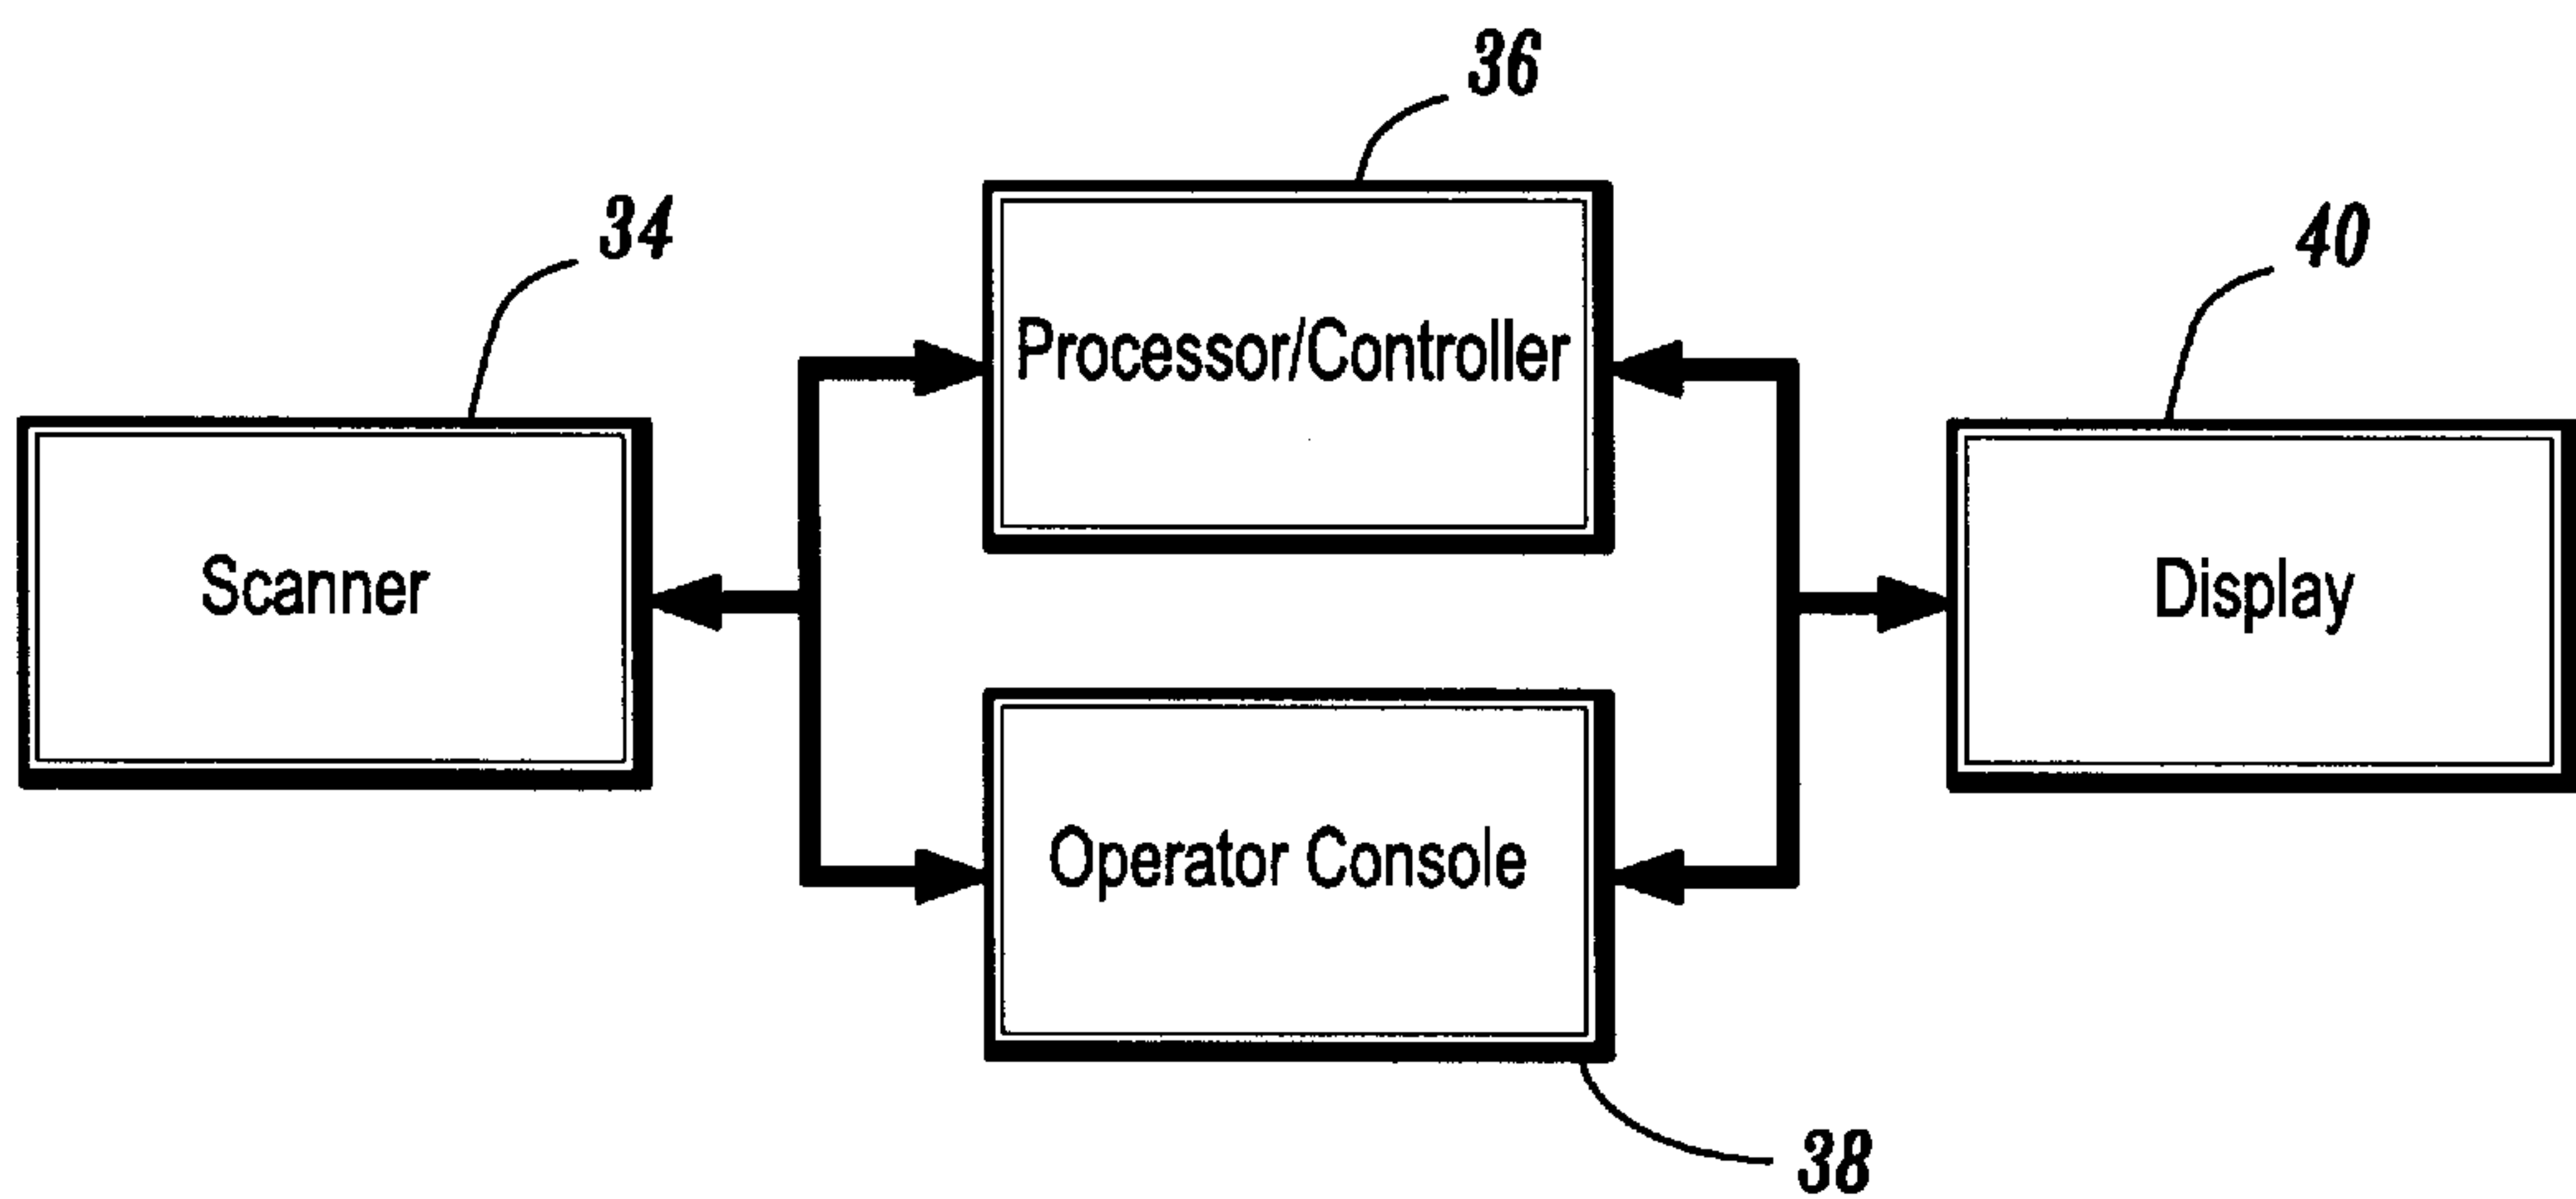 36
34
40
Processor/Controller
Scanner
Display
Operator Console
38